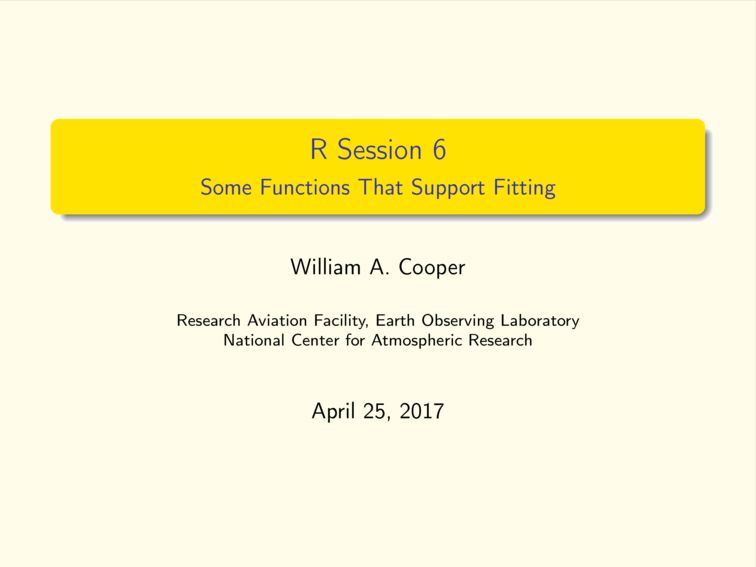 R Session 6
Some Functions That Support Fitting
William A. Cooper
Research Aviation Facility, Earth Observing Laboratory
National Center for Atmospheric Research
April 25, 2017